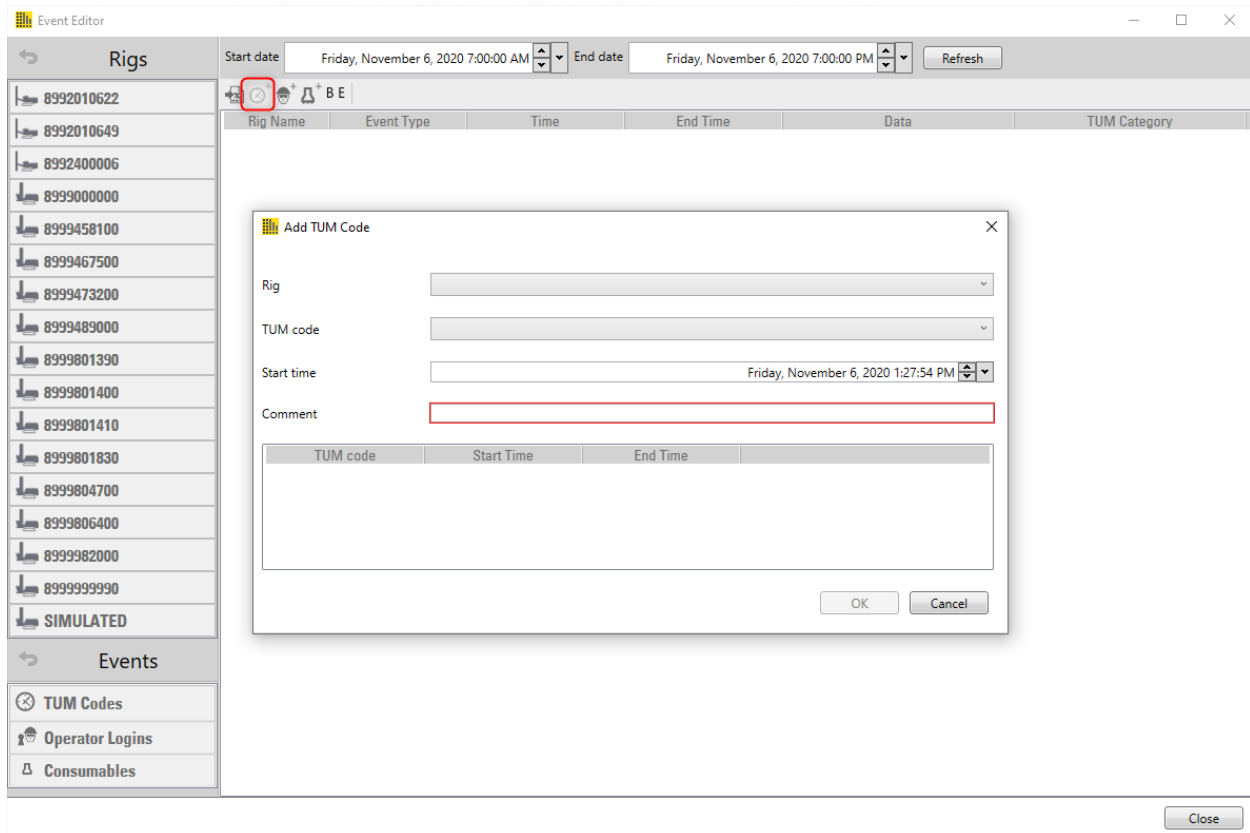 Event Editor
Rigs
Start date Friday, November 6, 2020 7:00:00 AM End date Friday, November 6, 2020 7:00:00 PM Refresh
B E
Rig Name Event Type Time End Time Data TUM Category
8992010622
8992010649
8992400006
8999000000
8999458100
8999467500
8999473200
8999489000
8999801390
8999801400
8999801410
8999801830
8999804700
8999806400
8999982000
8999999990
SIMULATED
Events
TUM Codes
Operator Logins
Consumables
Add TUM Code
Rig
TUM code
Start time Friday, November 6, 2020 1:27:54 PM
Comment
TUM code Start Time End Time
OK Cancel
Close